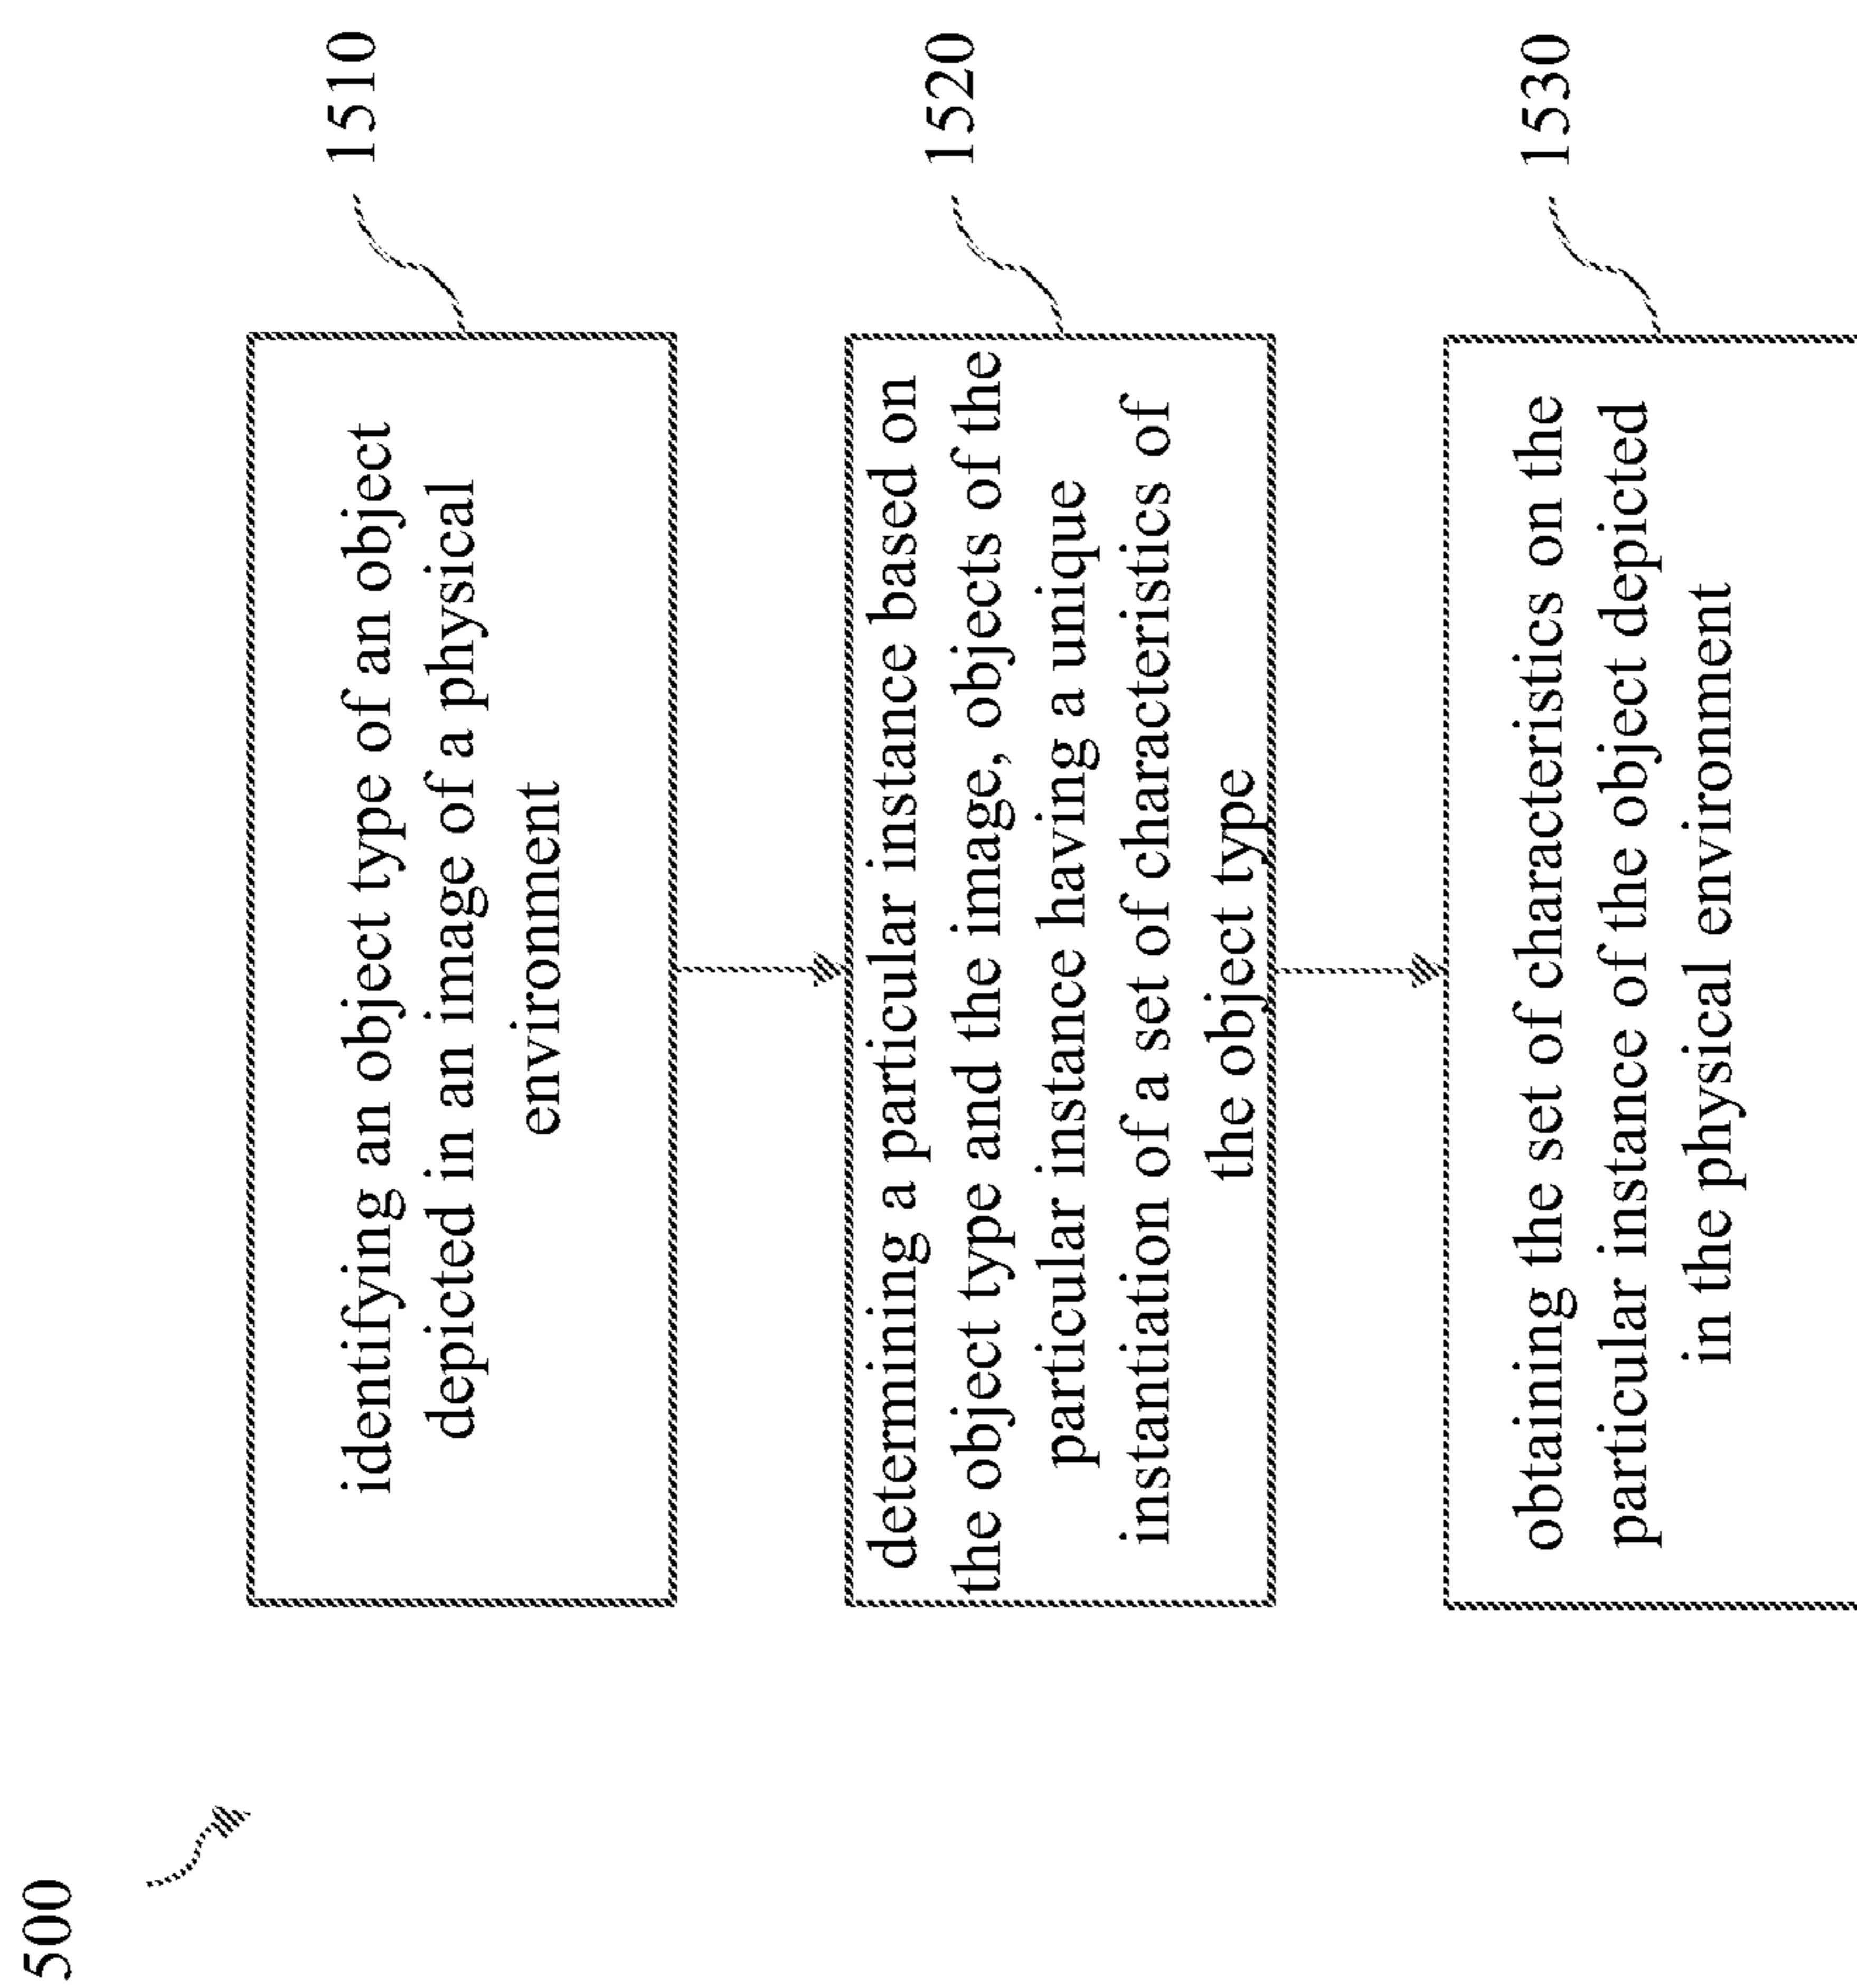 500
identifying an object type of an object
depicted in an image of a physical
environment
1510
determining a particular instance based on
the object type and the image, objects of the
particular instance having a unique
instantiation of a set of characteristics of
the object type
1520
obtaining the set of characteristics on the
particular instance of the object depicted
in the physical environment
1530